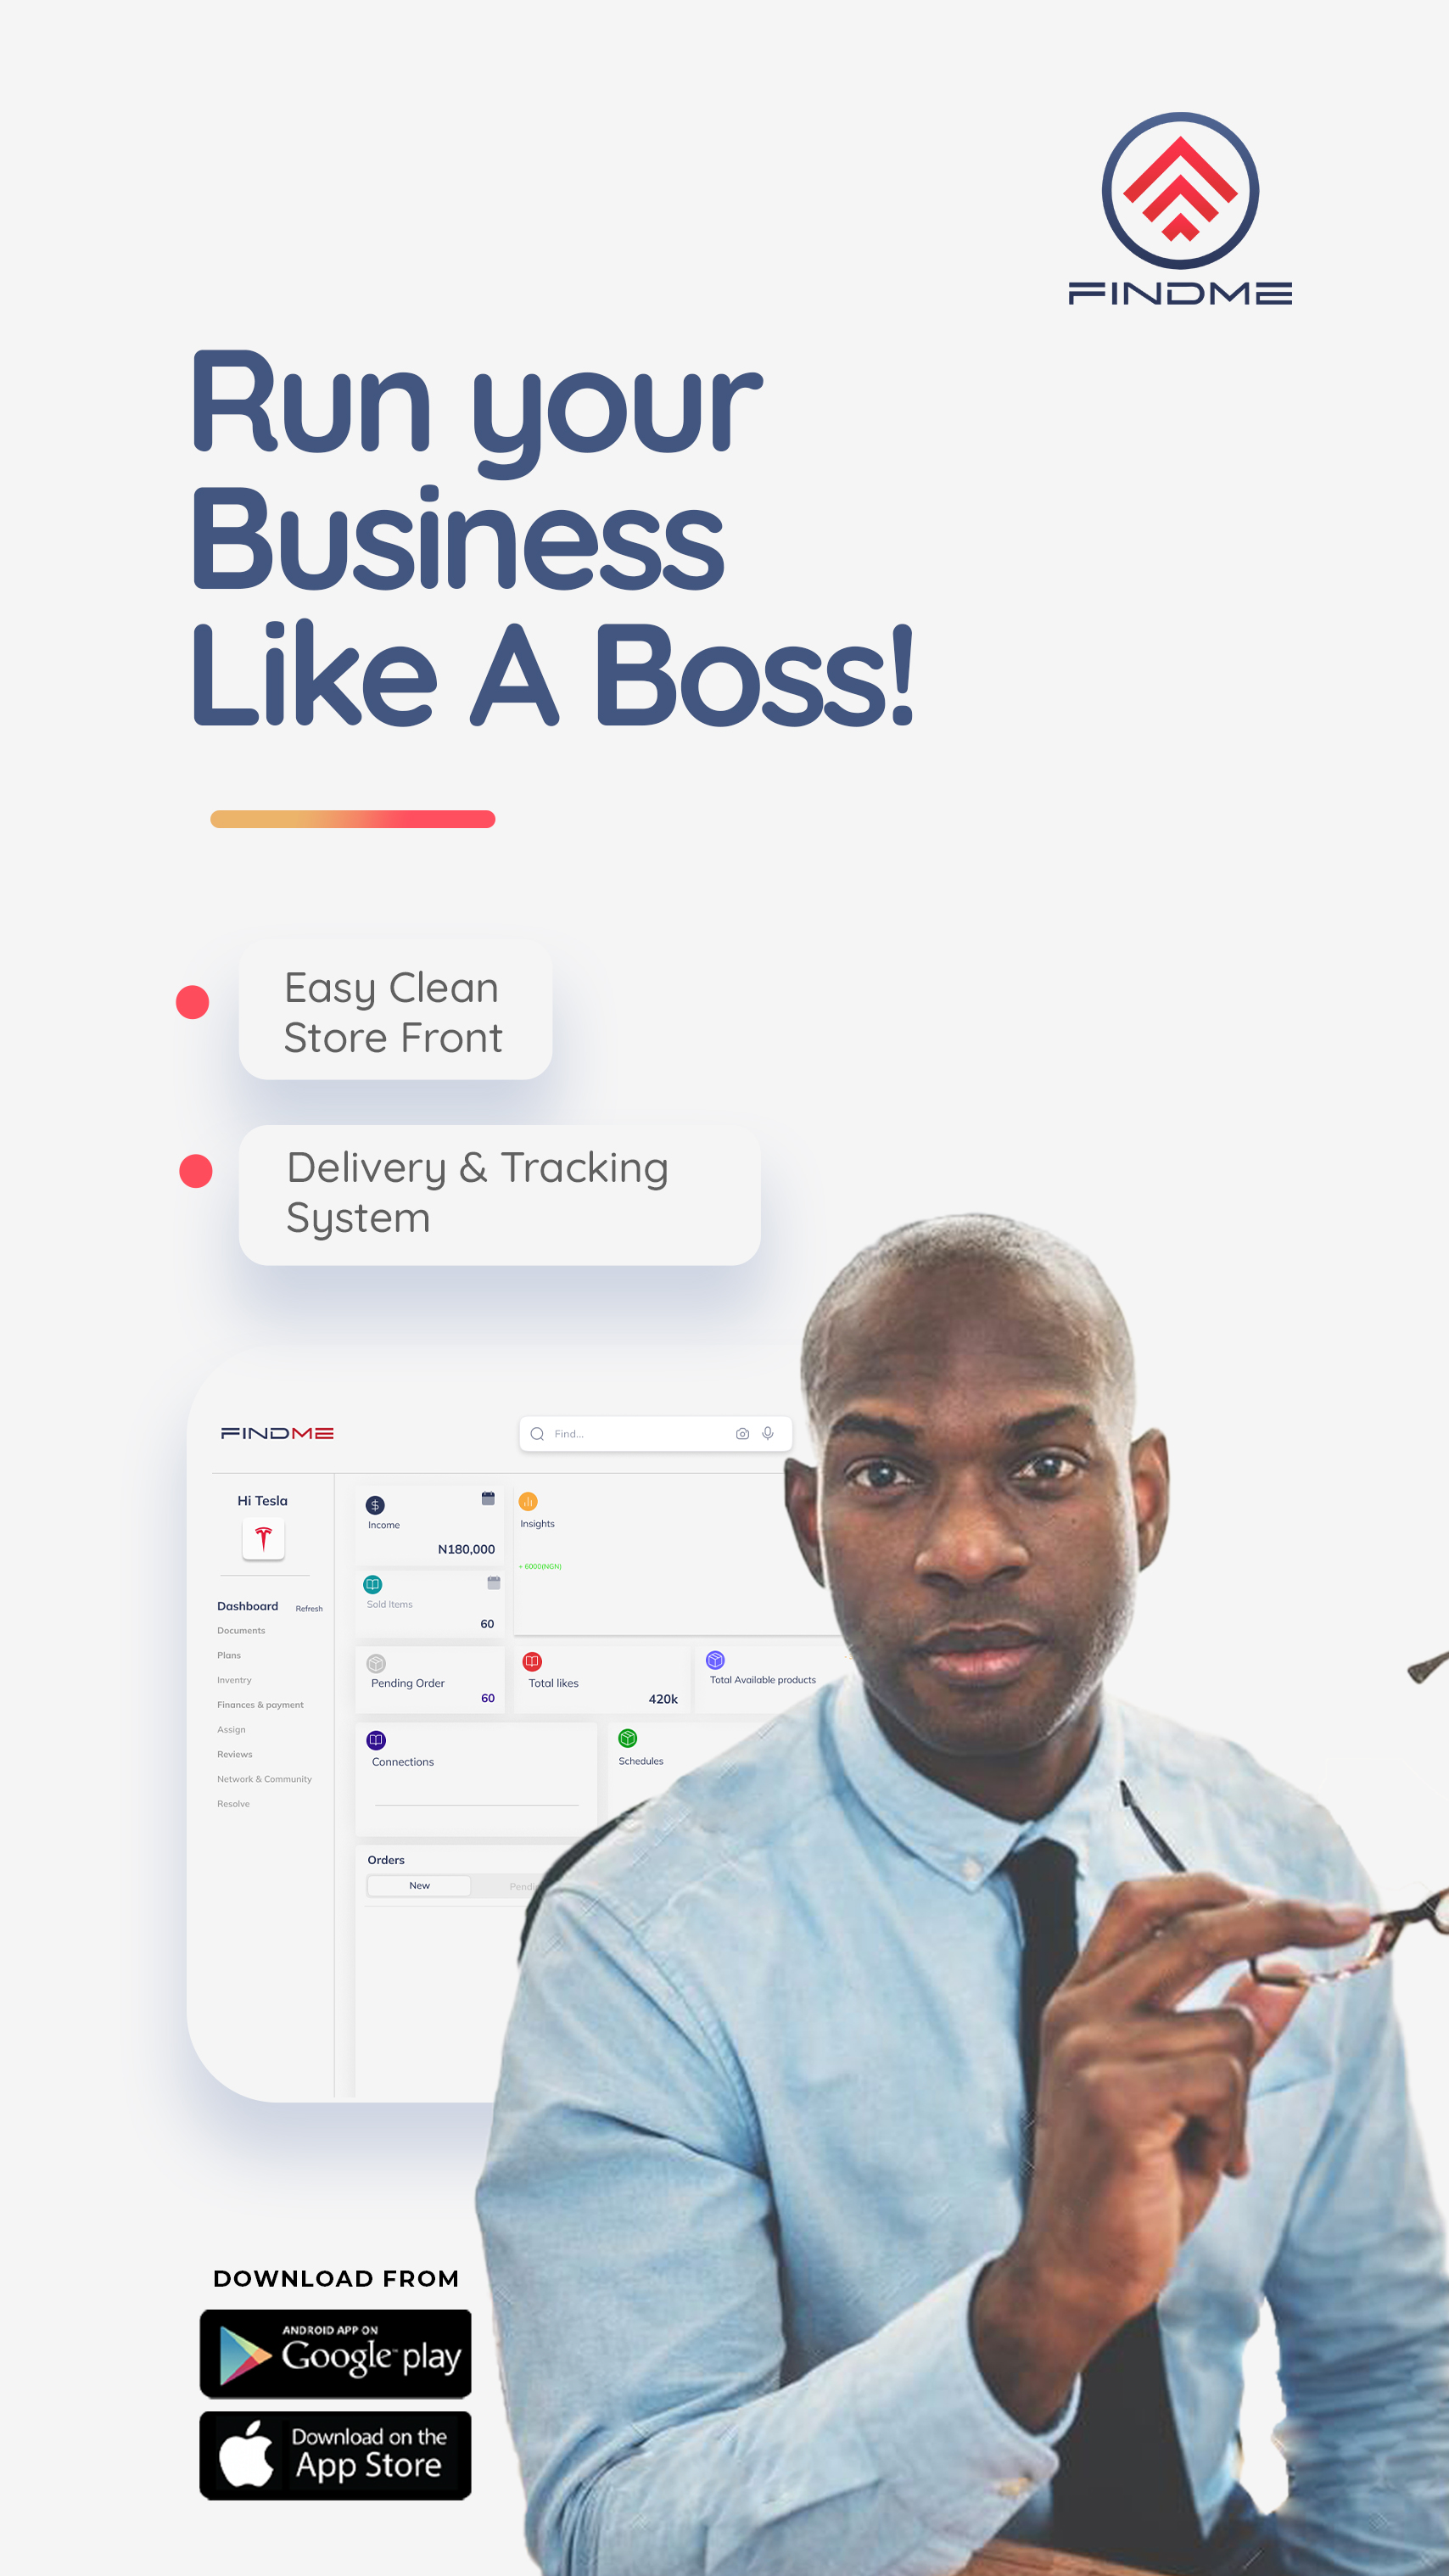 FINDME
Run your
Business
Like A Boss!
Easy Clean
Store Front
Delivery & Tracking
System
FINDME
Find...
Hi Tesla
Dashboard
Refresh
Documents
Plans
Inventry
Finances & payment
Assign
Reviews
Network & Community
Resolve
Income
N180,000
Insights
+ 6000(NGN)
Sold Items
60
Pending Order
60
Total likes
420k
Total Available products
Connections
Schedules
Orders
New
DOWNLOAD FROM
ANDROID APP ON
Google play
Download on the
App Store